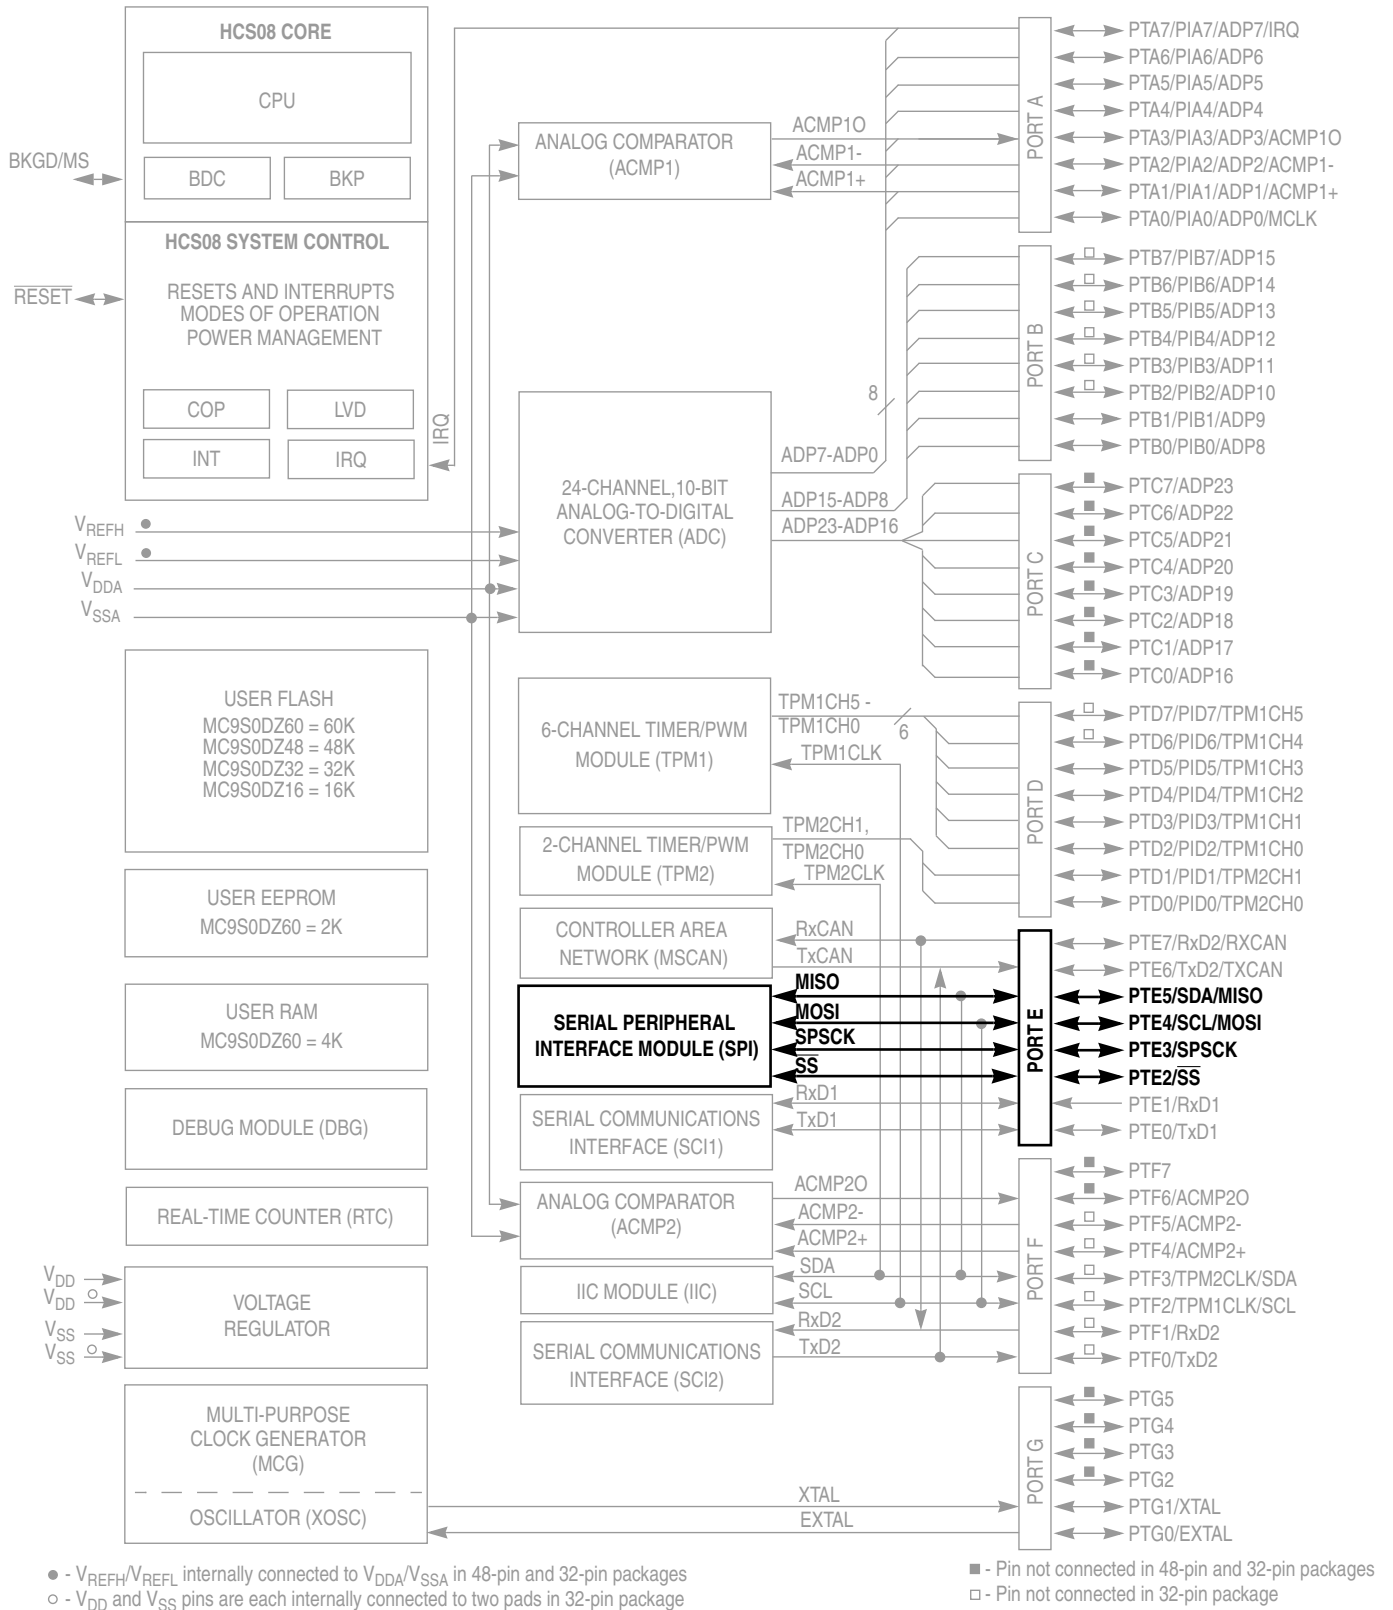 HCS08 CORE
CPU
BDC
BKP
BKGD/MS
HCS08 SYSTEM CONTROL
RESETS AND INTERRUPTS
MODES OF OPERATION
POWER MANAGEMENT
RESET
COP
LVD
INT
IRQ
IRQ
VREFH
VREFL
VDDA
VSSA
USER FLASH
MC9S0DZ60 = 60K
MC9S0DZ48 = 48K
MC9S0DZ32 = 32K
MC9S0DZ16 = 16K
USER EEPROM
MC9S0DZ60 = 2K
USER RAM
MC9S0DZ60 = 4K
DEBUG MODULE (DBG)
REAL-TIME COUNTER (RTC)
VDD
VDD
VSS
VSS
VOLTAGE
REGULATOR
MULTI-PURPOSE
CLOCK GENERATOR
(MCG)
OSCILLATOR (XOSC)
ANALOG COMPARATOR
(ACMP1)
ACMP1O
ACMP1-
ACMP1+
24-CHANNEL,10-BIT
ANALOG-TO-DIGITAL
CONVERTER (ADC)
8
ADP7-ADP0
ADP15-ADP8
ADP23-ADP16
6-CHANNEL TIMER/PWM
MODULE (TPM1)
TPM1CH5 -
TPM1CH0
6
TPM1CLK
2-CHANNEL TIMER/PWM
MODULE (TPM2)
TPM2CH1,
TPM2CH0
TPM2CLK
CONTROLLER AREA
NETWORK (MSCAN)
RxCAN
TxCAN
SERIAL PERIPHERAL
INTERFACE MODULE (SPI)
MISO
MOSI
SPSCK
SS
SERIAL COMMUNICATIONS
INTERFACE (SCI1)
RxD1
TxD1
ANALOG COMPARATOR
(ACMP2)
ACMP2O
ACMP2-
ACMP2+
IIC MODULE (IIC)
SDA
SCL
SERIAL COMMUNICATIONS
INTERFACE (SCI2)
RxD2
TxD2
XTAL
EXTAL
PORT A
PTA7/PIA7/ADP7/IRQ
PTA6/PIA6/ADP6
PTA5/PIA5/ADP5
PTA4/PIA4/ADP4
PTA3/PIA3/ADP3/ACMP1O
PTA2/PIA2/ADP2/ACMP1-
PTA1/PIA1/ADP1/ACMP1+
PTA0/PIA0/ADP0/MCLK
PORT B
PTB7/PIB7/ADP15
PTB6/PIB6/ADP14
PTB5/PIB5/ADP13
PTB4/PIB4/ADP12
PTB3/PIB3/ADP11
PTB2/PIB2/ADP10
PTB1/PIB1/ADP9
PTB0/PIB0/ADP8
PORT C
PTC7/ADP23
PTC6/ADP22
PTC5/ADP21
PTC4/ADP20
PTC3/ADP19
PTC2/ADP18
PTC1/ADP17
PTC0/ADP16
PORT D
PTD7/PID7/TPM1CH5
PTD6/PID6/TPM1CH4
PTD5/PID5/TPM1CH3
PTD4/PID4/TPM1CH2
PTD3/PID3/TPM1CH1
PTD2/PID2/TPM1CH0
PTD1/PID1/TPM2CH1
PTD0/PID0/TPM2CH0
PORT E
PTE7/RxD2/RXCAN
PTE6/TxD2/TXCAN
PTE5/SDA/MISO
PTE4/SCL/MOSI
PTE3/SPSCK
PTE2/SS
PTE1/RxD1
PTE0/TxD1
PORT F
PTF7
PTF6/ACMP2O
PTF5/ACMP2-
PTF4/ACMP2+
PTF3/TPM2CLK/SDA
PTF2/TPM1CLK/SCL
PTF1/RxD2
PTF0/TxD2
PORT G
PTG5
PTG4
PTG3
PTG2
PTG1/XTAL
PTG0/EXTAL
● - VREFH/VREFL internally connected to VDDA/VSSA in 48-pin and 32-pin packages
○ - VDD and VSS pins are each internally connected to two pads in 32-pin package
■ - Pin not connected in 48-pin and 32-pin packages
□ - Pin not connected in 32-pin package